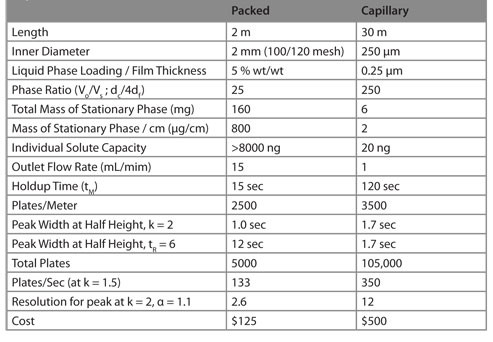 Packed Capillary
Length 2 m 30 m
Inner Diameter 2 mm (100/120 mesh) 250 μm
Liquid Phase Loading / Film Thickness 5 % wt/wt 0.25 μm
Phase Ratio (Vₒ/Vₛ ; d꜀/4d_f) 25 250
Total Mass of Stationary Phase (mg) 160 6
Mass of Stationary Phase / cm (μg/cm) 800 2
Individual Solute Capacity >8000 ng 20 ng
Outlet Flow Rate (mL/mim) 15 1
Holdup Time (t_M) 15 sec 120 sec
Plates/Meter 2500 3500
Peak Width at Half Height, k = 2 1.0 sec 1.7 sec
Peak Width at Half Height, t_R = 6 12 sec 1.7 sec
Total Plates 5000 105,000
Plates/Sec (at k = 1.5) 133 350
Resolution for peak at k = 2, α = 1.1 2.6 12
Cost $125 $500